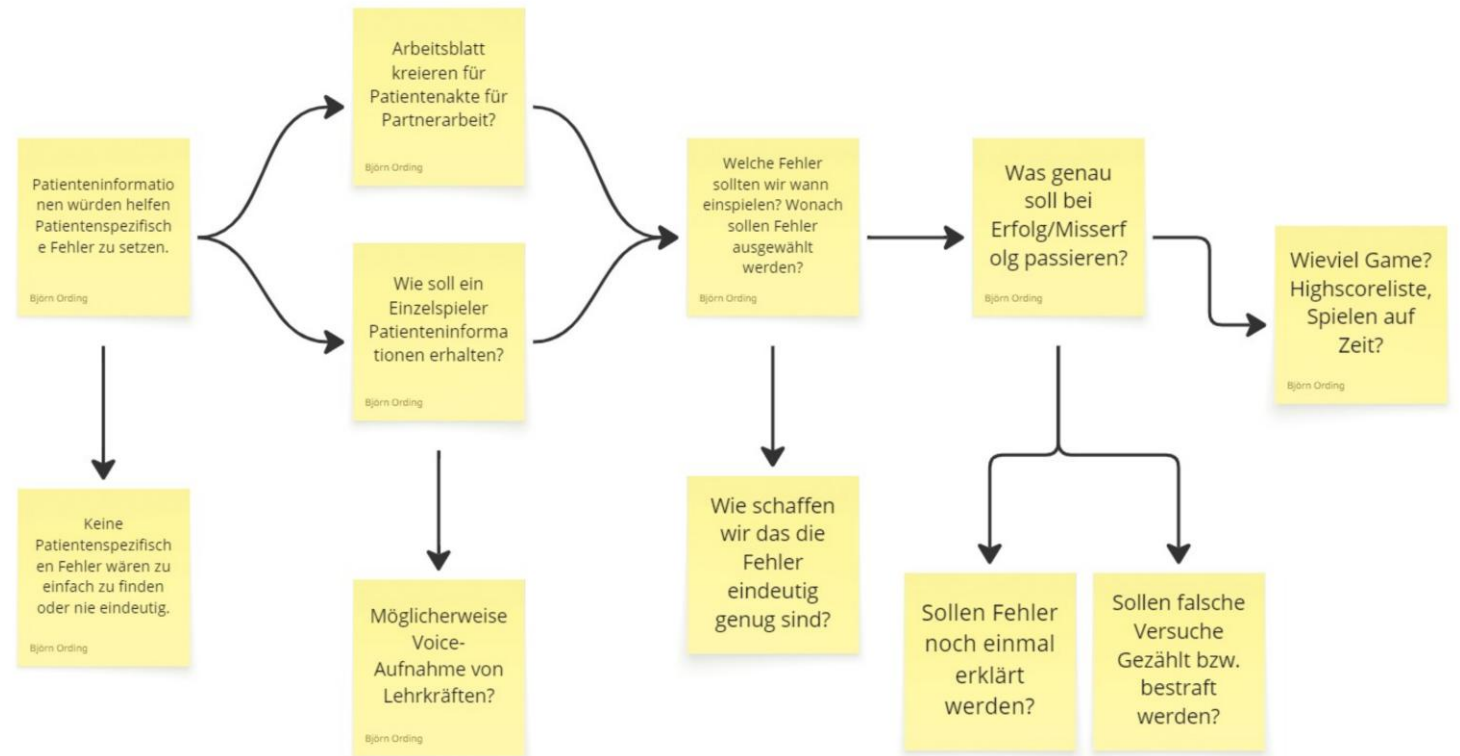 Arbeitsblatt
kreieren für
Patientenakte für
Partnerarbeit?
Björn Ording
Patienteninformatio
nen würden helfen
Patientenspezifisch
e Fehler zu setzen.
Björn Ording
Wie soll ein
Einzelspieler
Patienteninforma
tionen erhalten?
Björn Ording
Welche Fehler
sollten wir wann
einspielen? Wonach
sollen Fehler
ausgewählt
werden?
Björn Ording
Was genau
soll bei
Erfolg/Misserf
olg passieren?
Björn Ording
Wieviel Game?
Highscoreliste,
Spielen auf
Zeit?
Björn Ording
Keine
Patientenspezifisch
en Fehler wären zu
einfach zu finden
oder nie eindeutig.
Björn Ording
Möglicherweise
Voice-
Aufnahme von
Lehrkräften?
Björn Ording
Wie schaffen
wir das die
Fehler
eindeutig
genug sind?
Sollen Fehler
noch einmal
erklärt
werden?
Sollen falsche
Versuche
Gezählt bzw.
bestraft
werden?